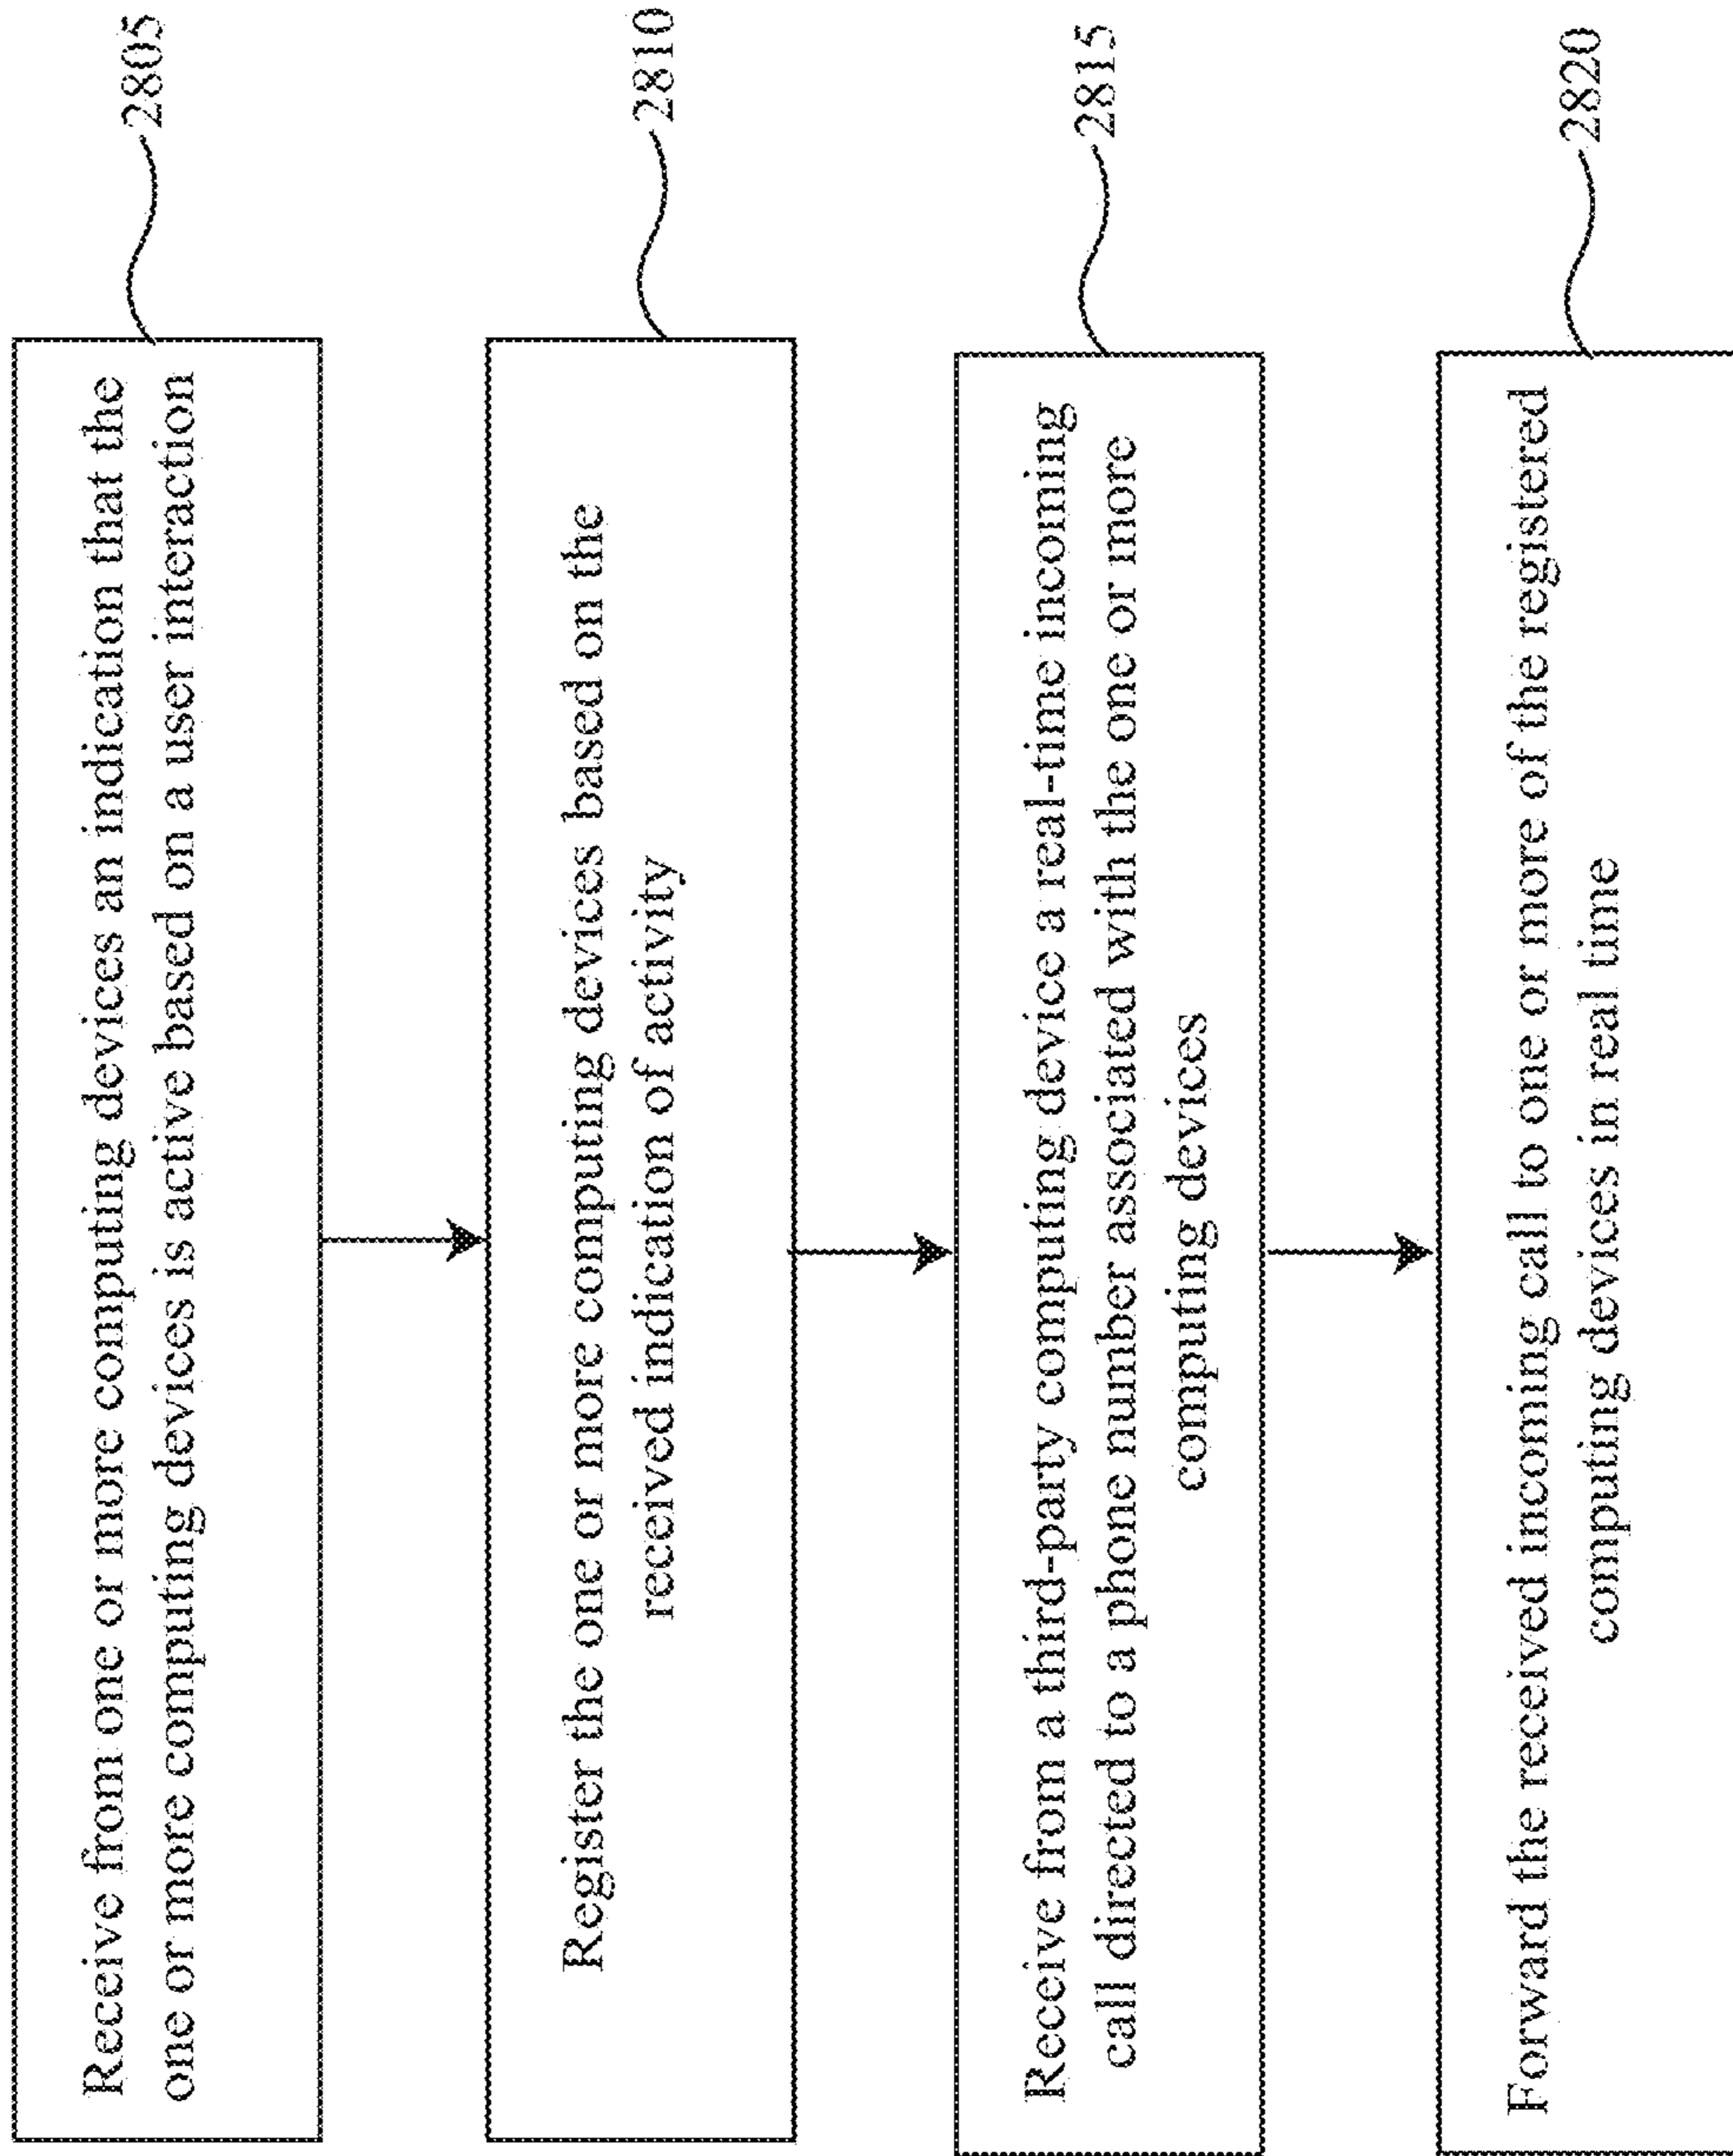 Receive from one or more computing devices an indication that the
one or more computing devices is active based on a user interaction
2805
Register the one or more computing devices based on the
received indication of activity
2810
Receive from a third-party computing device a real-time incoming
call directed to a phone number associated with the one or more
computing devices
2815
Forward the received incoming call to one or more of the registered
computing devices in real time
2820